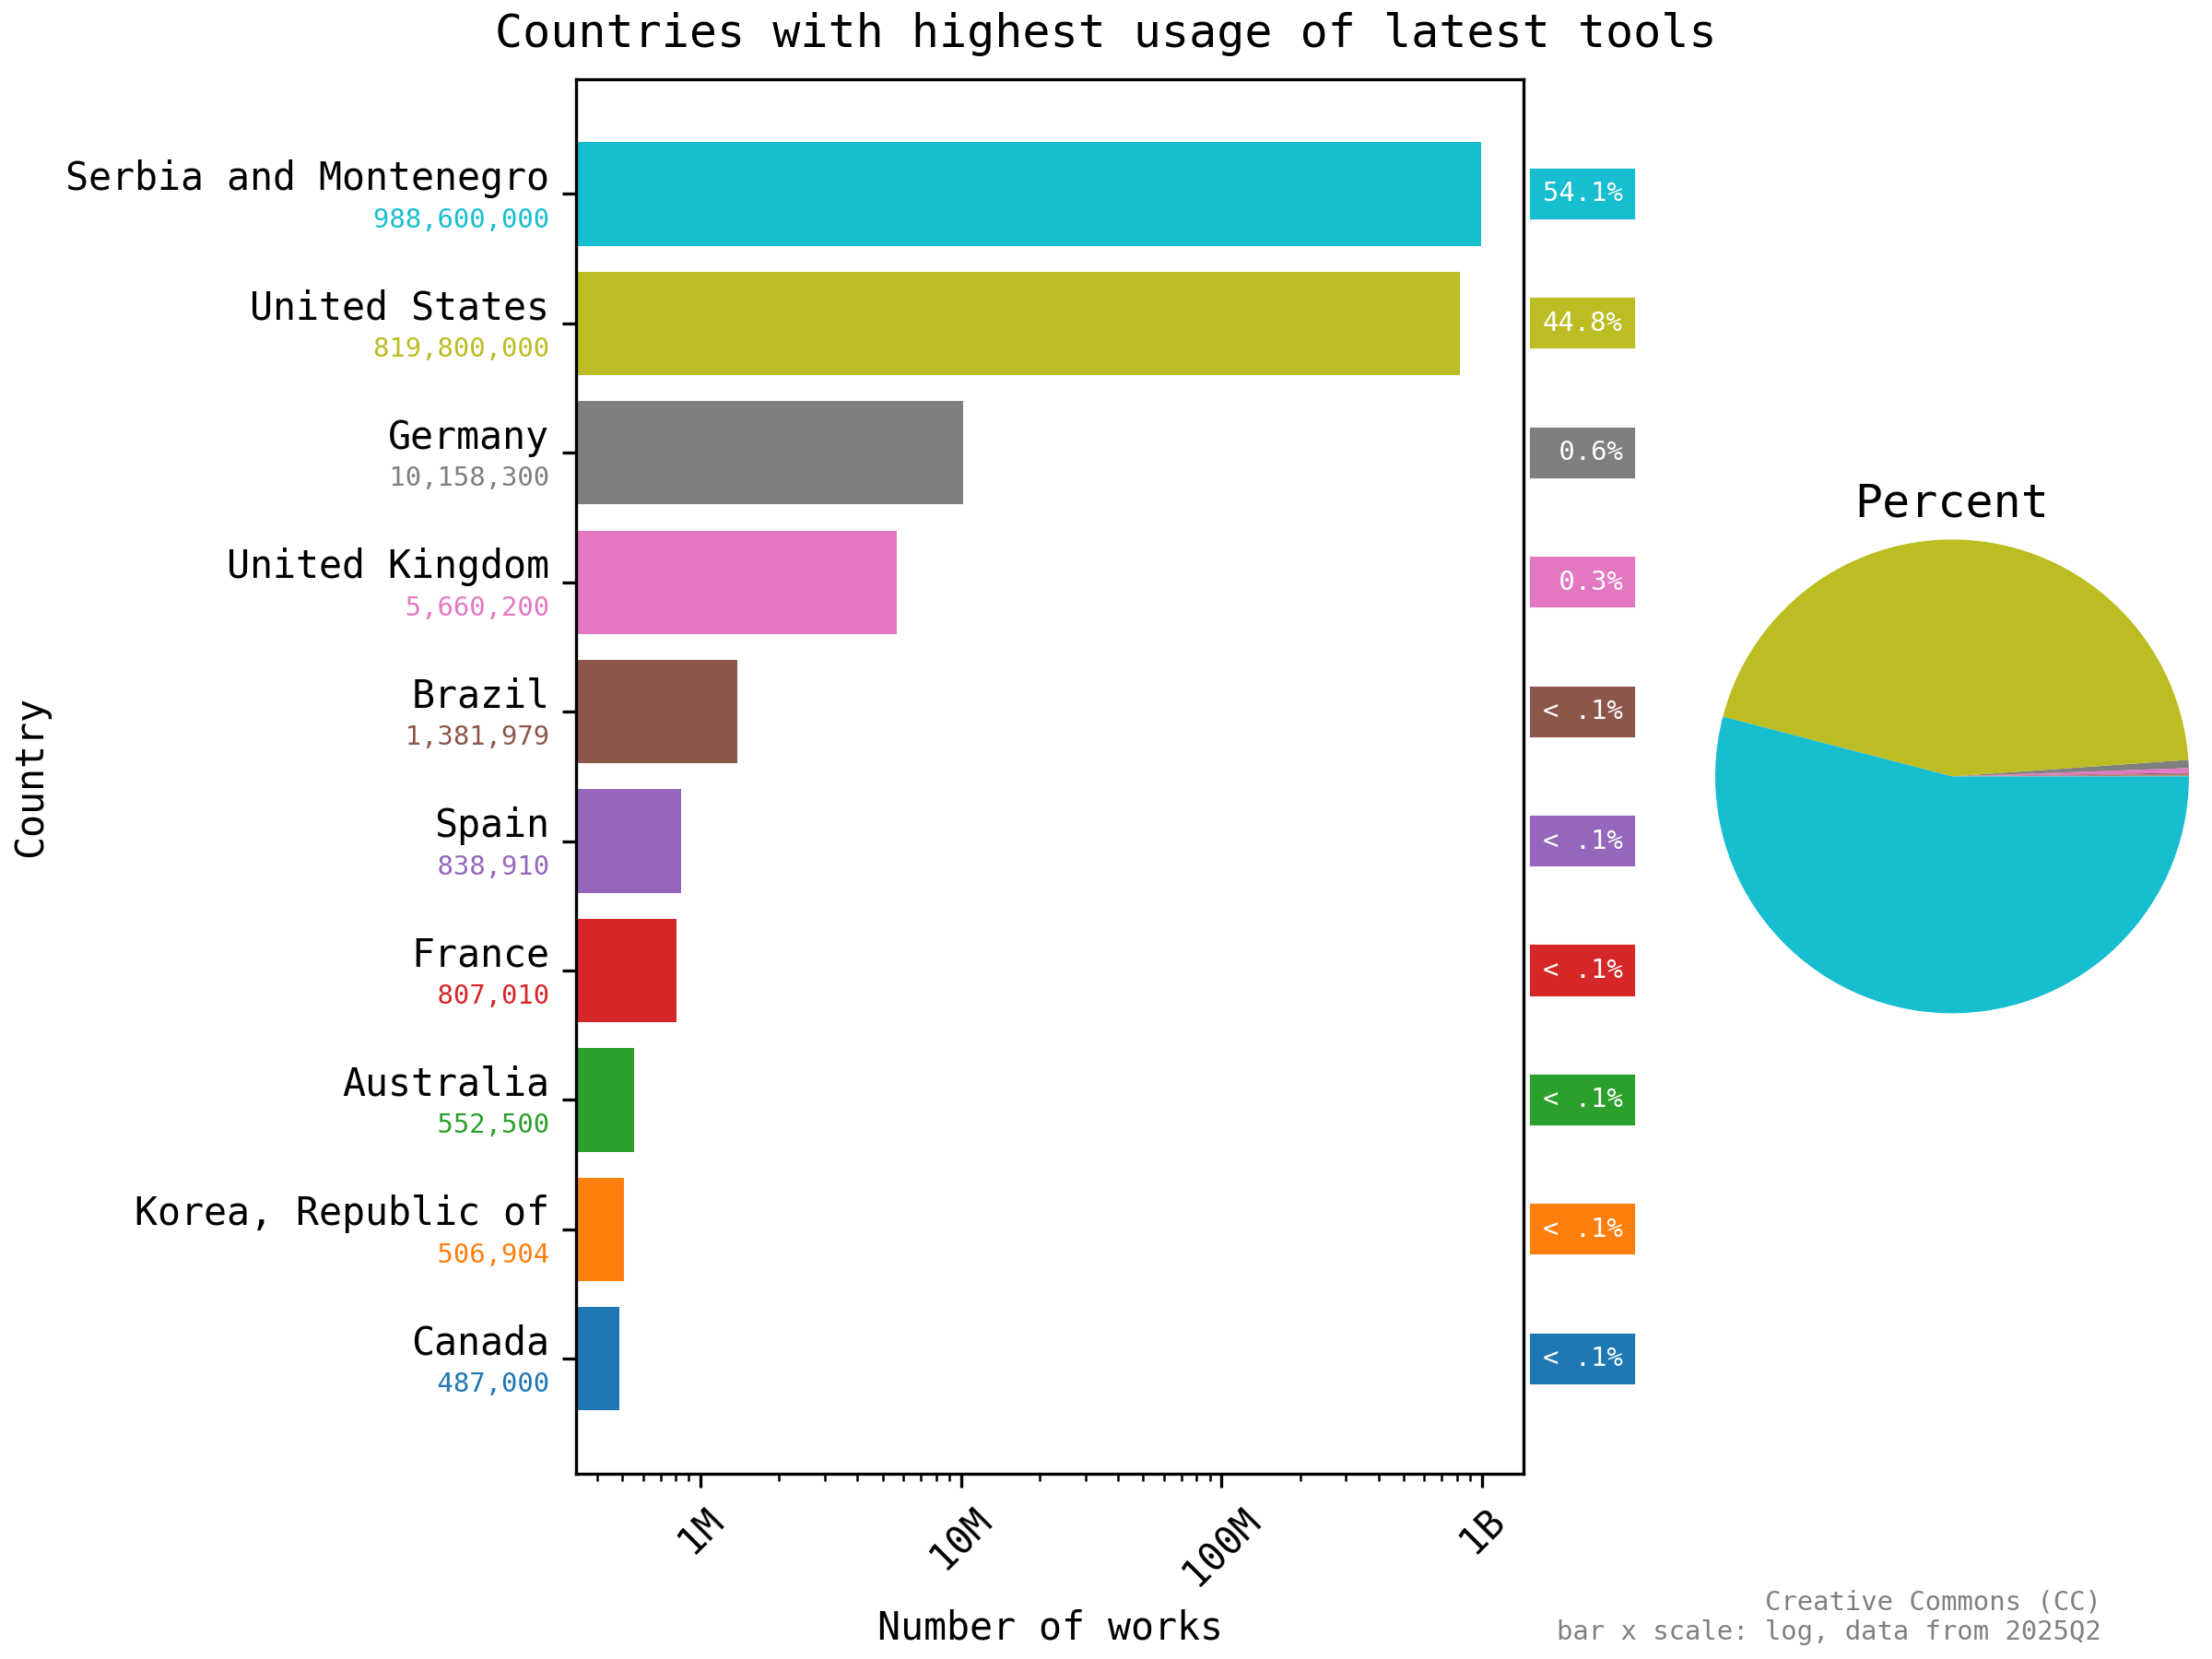 Countries with highest usage of latest tools
Serbia and Montenegro
988,600,000
54.1%
United States
819,800,000
44.8%
Germany
10,158,300
0.6%
United Kingdom
5,660,200
0.3%
Brazil
1,381,979
< .1%
Spain
838,910
< .1%
France
807,010
< .1%
Australia
552,500
< .1%
Korea, Republic of
506,904
< .1%
Canada
487,000
< .1%
Country
1M
10M
100M
1B
Number of works
Percent
Creative Commons (CC)
bar x scale: log, data from 2025Q2